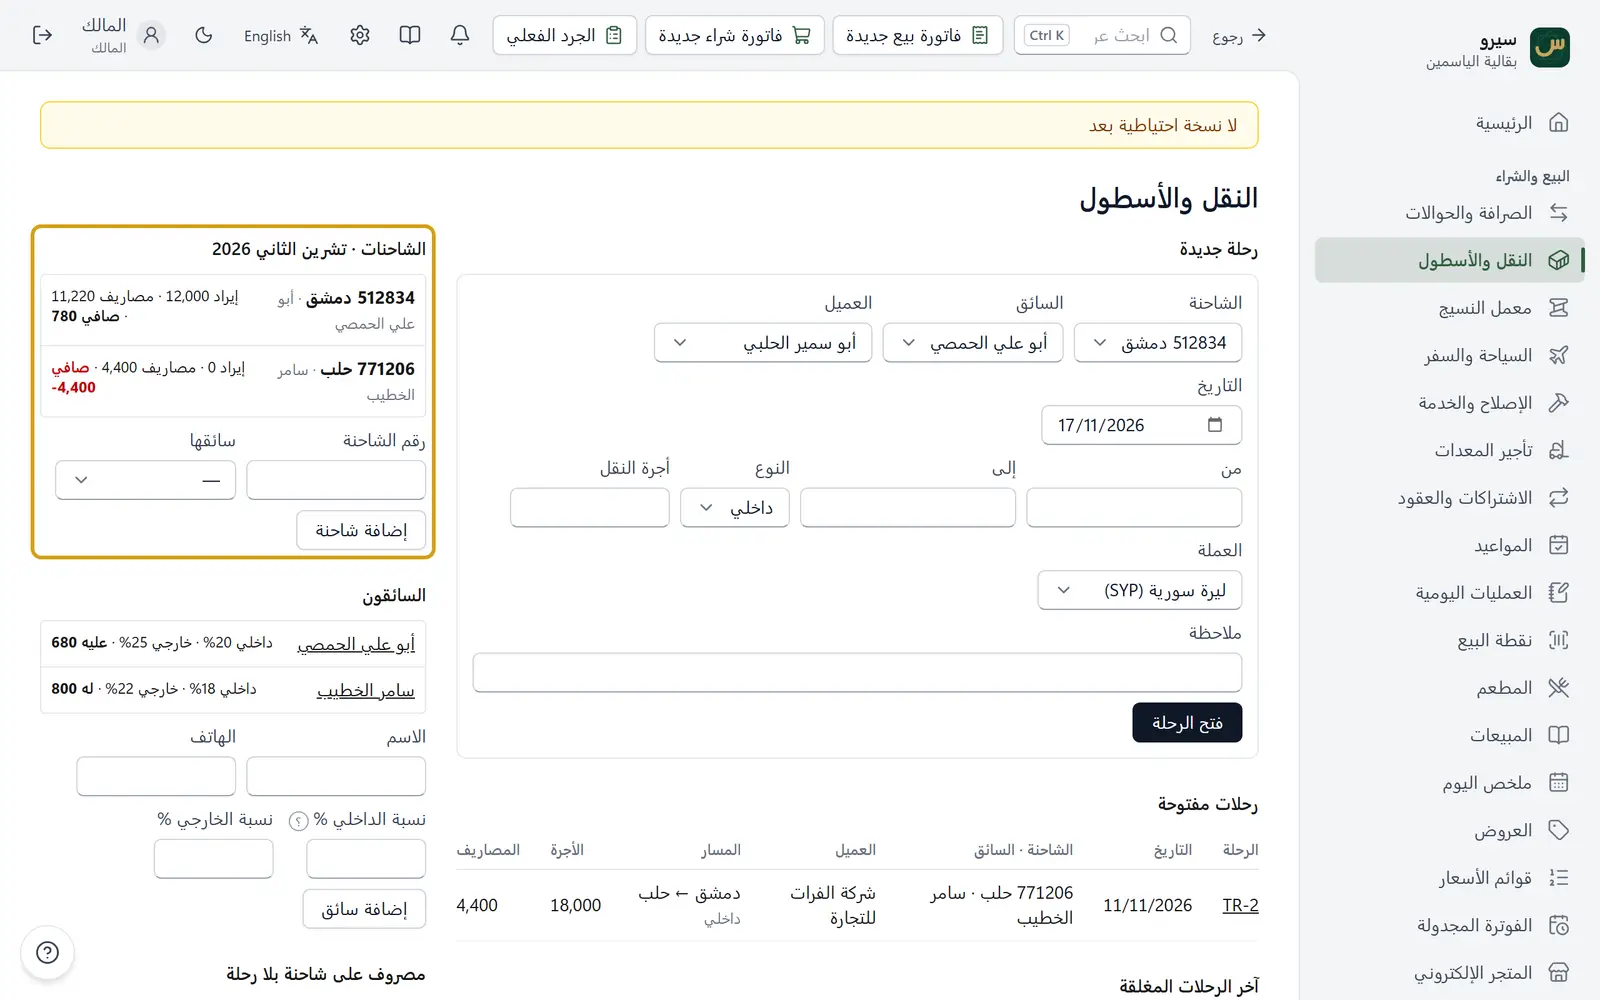 سيرو
بقالية الياسمين
الرئيسية
البيع والشراء
الصرافة والحوالات
النقل والأسطول
معمل النسيج
السياحة والسفر
الإصلاح والخدمة
تأجير المعدات
الاشتراكات والعقود
المواعيد
العمليات اليومية
نقطة البيع
المطعم
المبيعات
ملخص اليوم
العروض
قوائم الأسعار
الفوترة المجدولة
المتجر الإلكتروني
رجوع
ابحث عر
Ctrl K
فاتورة بيع جديدة
فاتورة شراء جديدة
الجرد الفعلي
English
المالك
المالك
لا نسخة احتياطية بعد
النقل والأسطول
رحلة جديدة
الشاحنة
السائق
العميل
512834 دمشق
أبو علي الحمصي
أبو سمير الحلبي
التاريخ
17/11/2026
من
إلى
النوع
أجرة النقل
داخلي
العملة
ليرة سورية (SYP)
ملاحظة
فتح الرحلة
رحلات مفتوحة
الرحلة
التاريخ
الشاحنة · السائق
العميل
المسار
الأجرة
المصاريف
TR-2
11/11/2026
771206 حلب · سامر
الخطيب
شركة الفرات
للتجارة
دمشق ← حلب
داخلي
18,000
4,400
آخر الرحلات المغلقة
الشاحنات · تشرين الثاني 2026
512834 دمشق · أبو
علي الحمصي
إيراد 12,000 · مصاريف 11,220
· صافي 780
771206 حلب · سامر
الخطيب
إيراد 0 · مصاريف 4,400 · صافي
-4,400
رقم الشاحنة
سائقها
—
إضافة شاحنة
السائقون
أبو علي الحمصي
داخلي 20% · خارجي 25% · عليه 680
سامر الخطيب
داخلي 18% · خارجي 22% · له 800
الاسم
الهاتف
نسبة الداخلي % ؟
نسبة الخارجي %
إضافة سائق
مصروف على شاحنة بلا رحلة